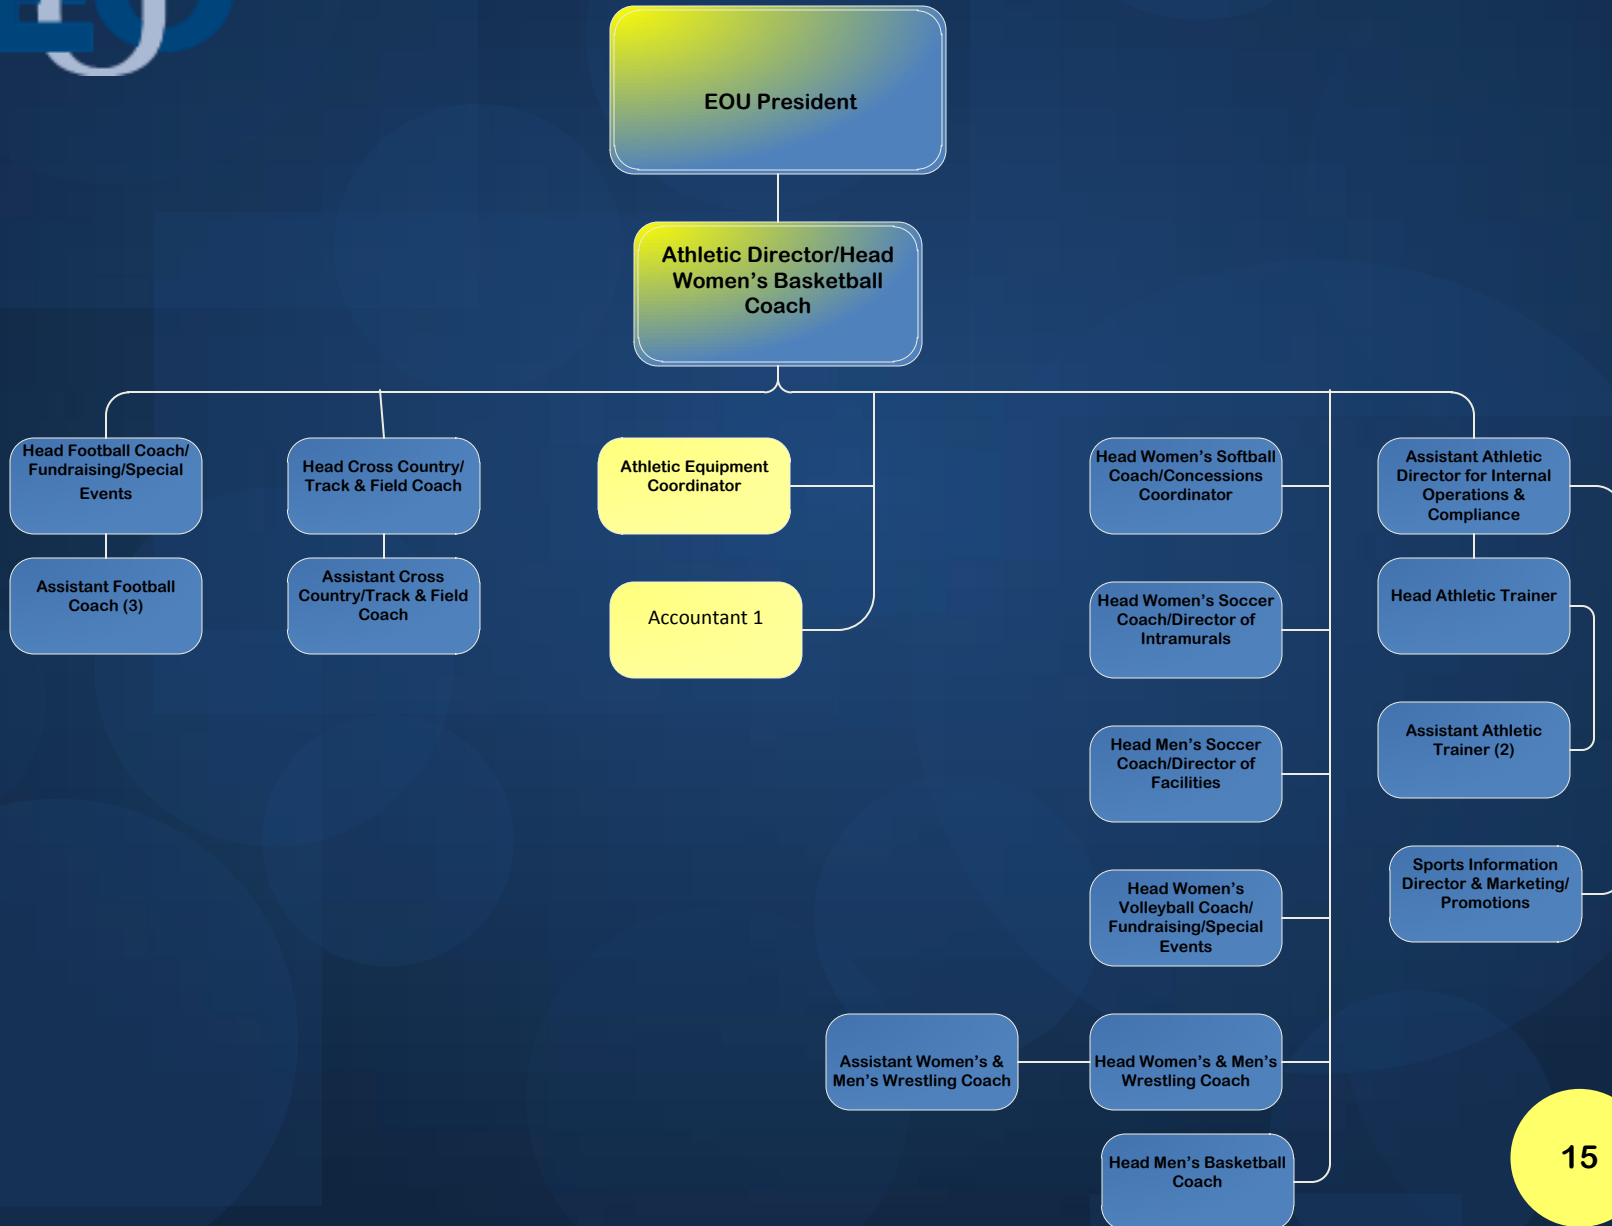 EO
EOU President
Athletic Director/Head
Women’s Basketball
Coach
Head Football Coach/
Fundraising/Special
Events
Assistant Football
Coach (3)
Head Cross Country/
Track & Field Coach
Assistant Cross
Country/Track & Field
Coach
Athletic Equipment
Coordinator
Accountant 1
Head Women’s Softball
Coach/Concessions
Coordinator
Head Women’s Soccer
Coach/Director of
Intramurals
Head Men’s Soccer
Coach/Director of
Facilities
Head Women’s
Volleyball Coach/
Fundraising/Special
Events
Assistant Women’s &
Men’s Wrestling Coach
Head Women’s & Men’s
Wrestling Coach
Head Men’s Basketball
Coach
Assistant Athletic
Director for Internal
Operations &
Compliance
Head Athletic Trainer
Assistant Athletic
Trainer (2)
Sports Information
Director & Marketing/
Promotions
15